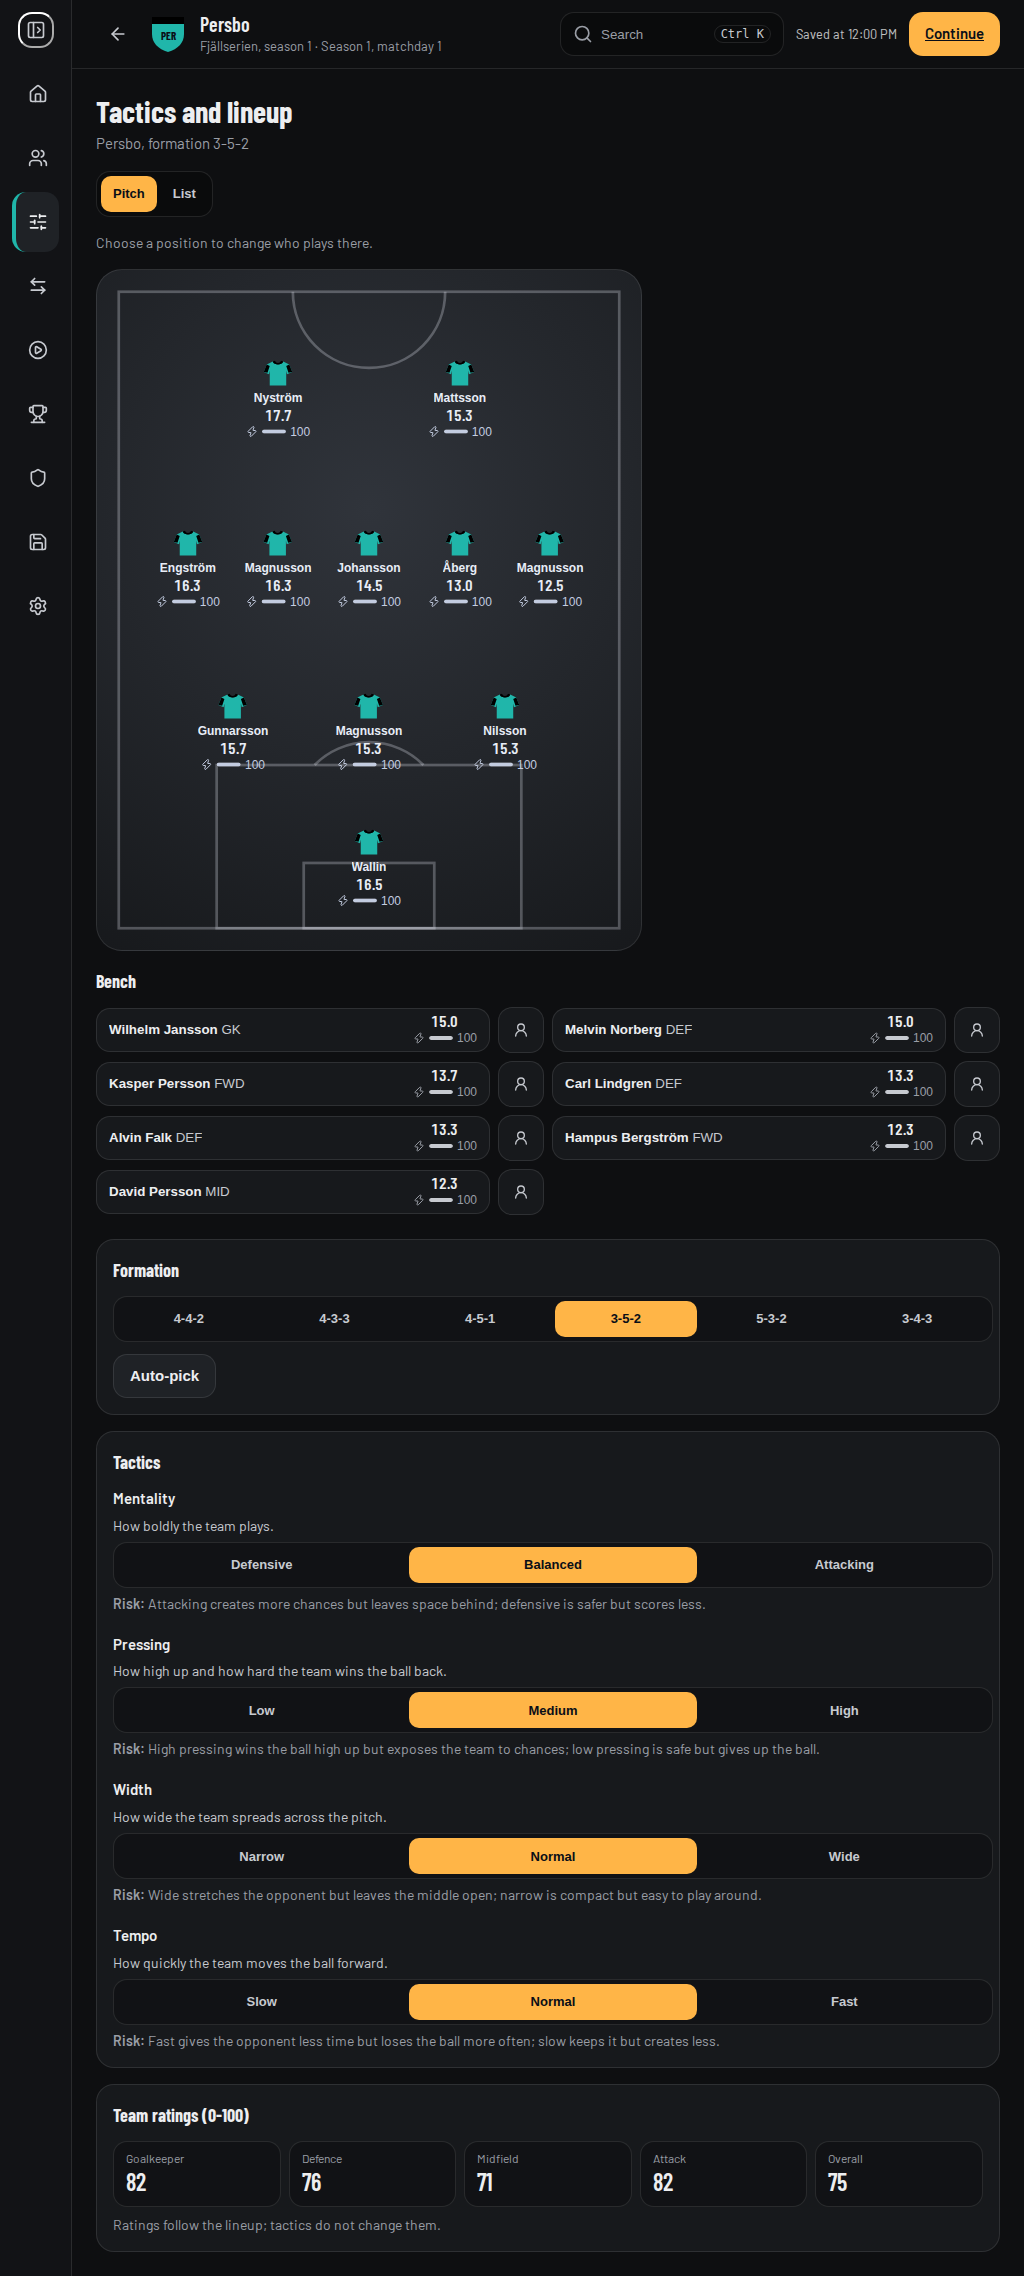 PER
Persbo
Fjällserien, season 1 · Season 1, matchday 1
Search
Ctrl K
Saved at 12:00 PM
Continue
Tactics and lineup
Persbo, formation 3-5-2
Pitch List
Choose a position to change who plays there.
Nyström Mattsson
17.7 15.3
100 100
Engström Magnusson Johansson Åberg Magnusson
16.3 16.3 14.5 13.0 12.5
100 100 100 100 100
Gunnarsson Magnusson Nilsson
15.7 15.3 15.3
100 100 100
Wallin
16.5
100
Bench
Wilhelm Jansson GK 15.0 100
Melvin Norberg DEF 15.0 100
Kasper Persson FWD 13.7 100
Carl Lindgren DEF 13.3 100
Alvin Falk DEF 13.3 100
Hampus Bergström FWD 12.3 100
David Persson MID 12.3 100
Formation
4-4-2 4-3-3 4-5-1 3-5-2 5-3-2 3-4-3
Auto-pick
Tactics
Mentality
How boldly the team plays.
Defensive Balanced Attacking
Risk: Attacking creates more chances but leaves space behind; defensive is safer but scores less.
Pressing
How high up and how hard the team wins the ball back.
Low Medium High
Risk: High pressing wins the ball high up but exposes the team to chances; low pressing is safe but gives up the ball.
Width
How wide the team spreads across the pitch.
Narrow Normal Wide
Risk: Wide stretches the opponent but leaves the middle open; narrow is compact but easy to play around.
Tempo
How quickly the team moves the ball forward.
Slow Normal Fast
Risk: Fast gives the opponent less time but loses the ball more often; slow keeps it but creates less.
Team ratings (0-100)
Goalkeeper Defence Midfield Attack Overall
82 76 71 82 75
Ratings follow the lineup; tactics do not change them.